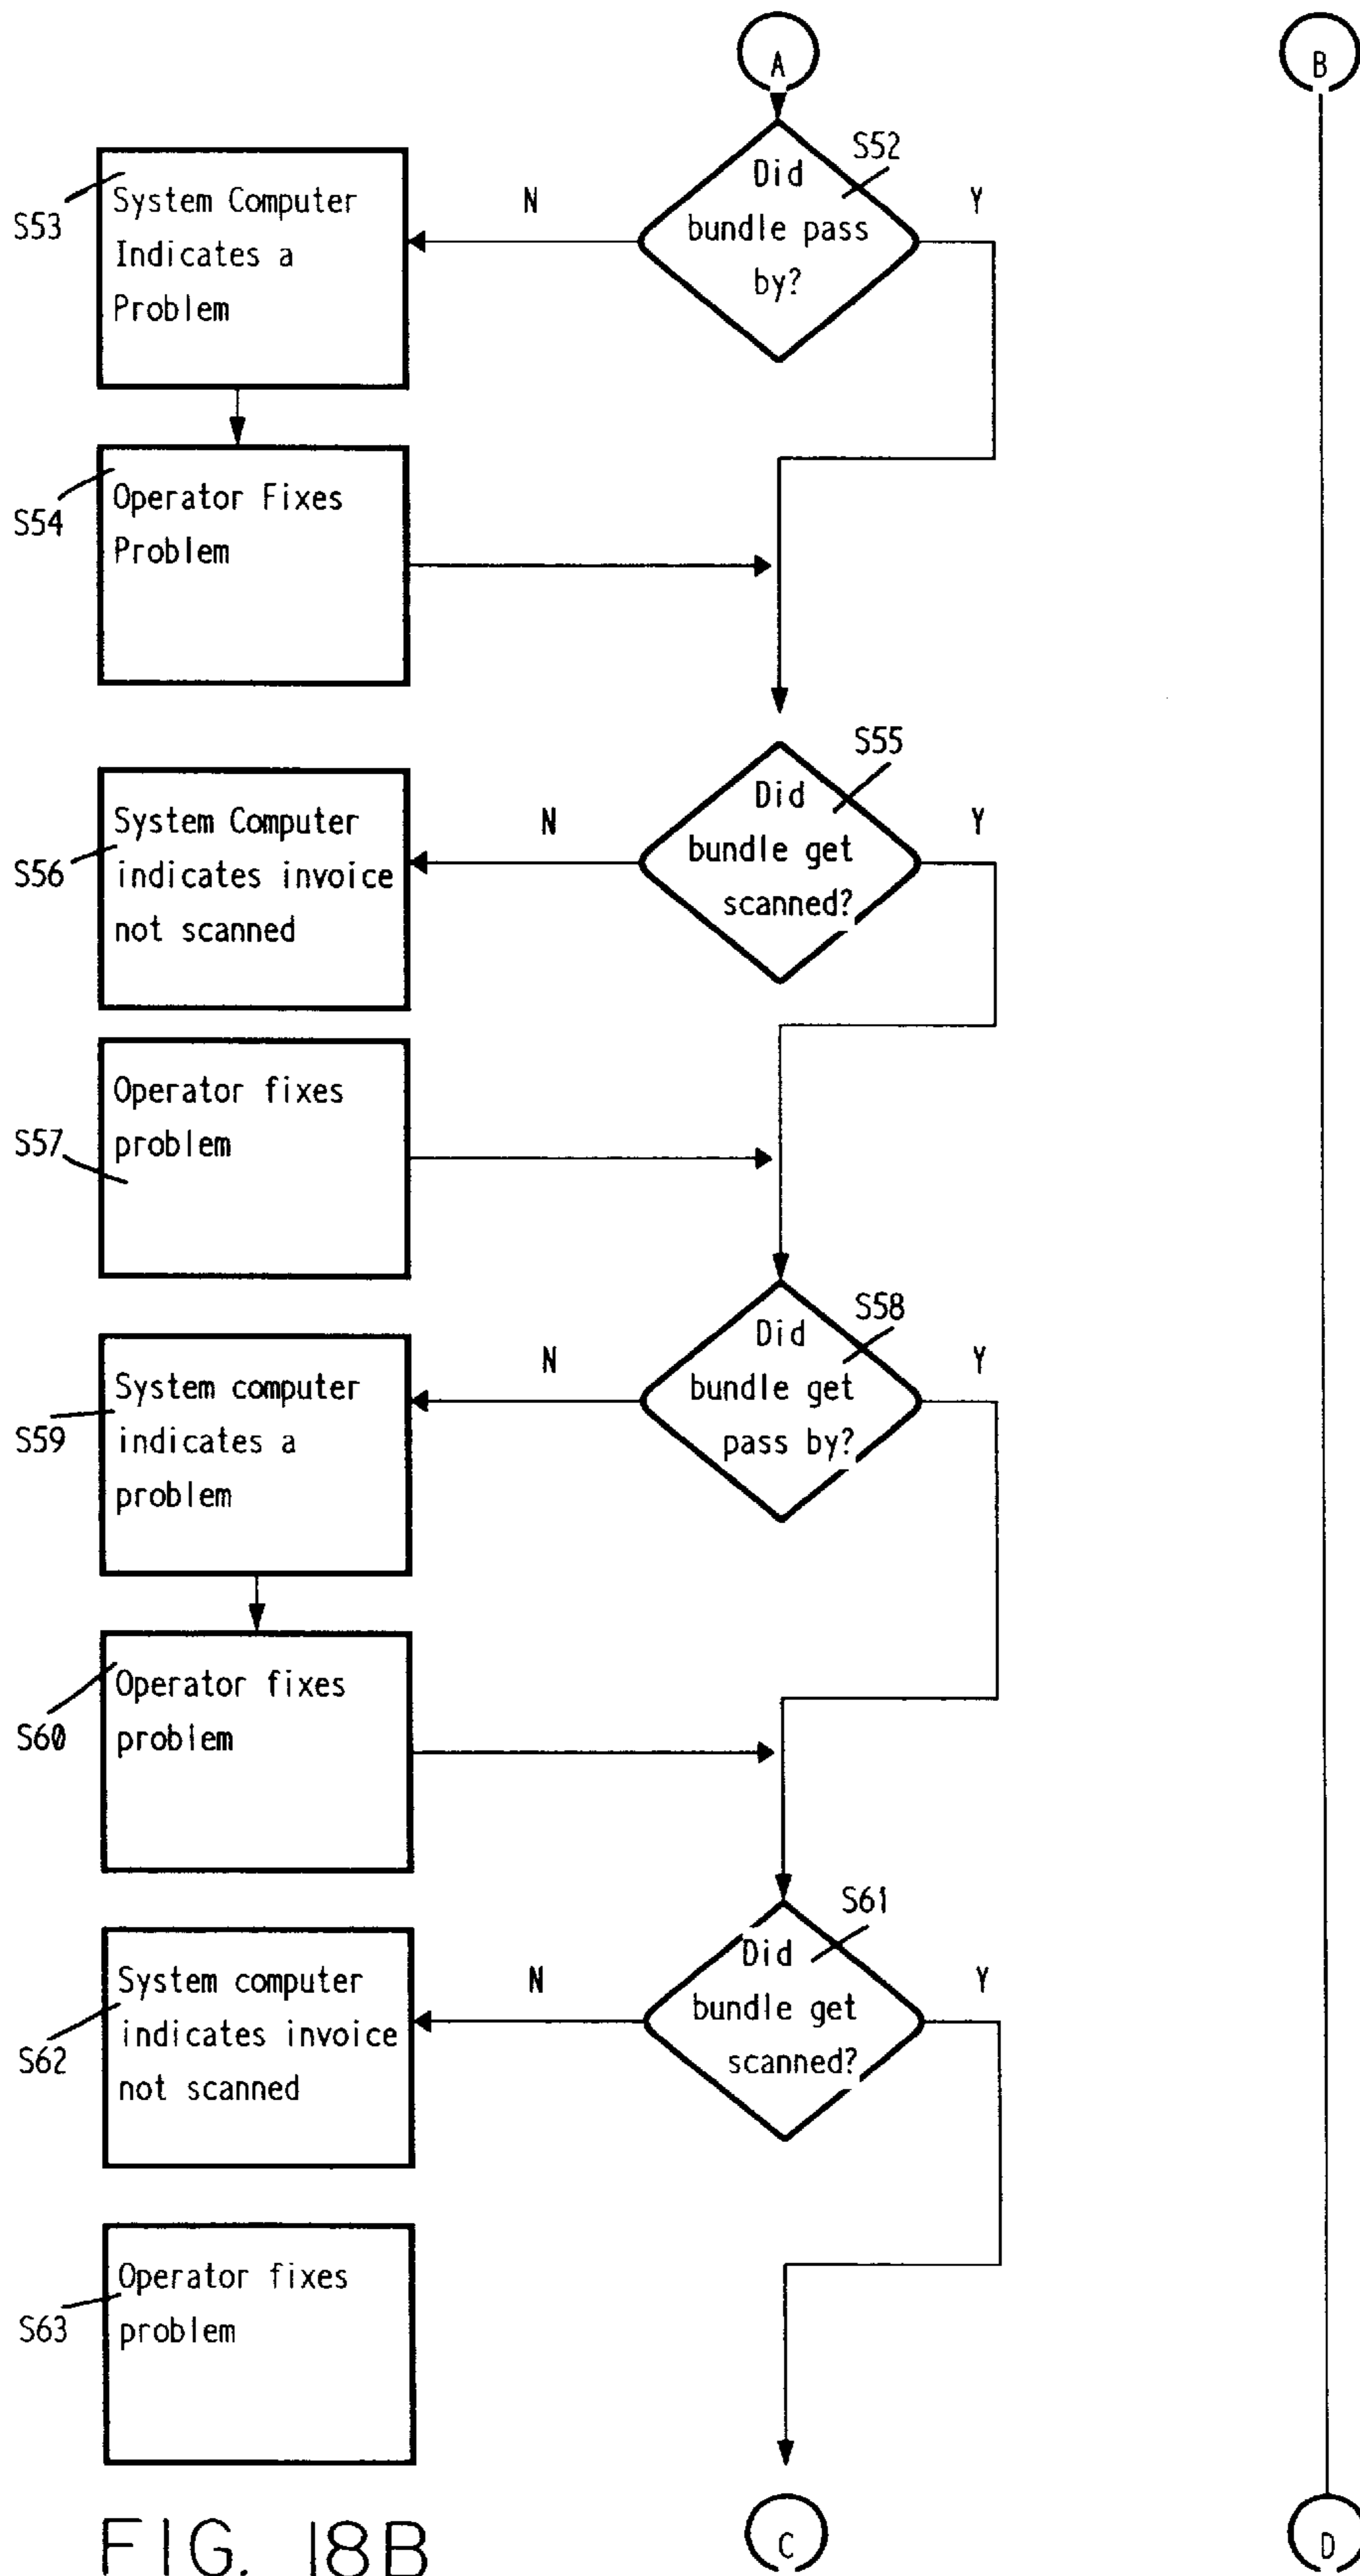 A
B
S52
Did
bundle pass
by?
N
Y
S53
System Computer
Indicates a
Problem
S54
Operator Fixes
Problem
S55
Did
bundle get
scanned?
N
Y
S56
System Computer
indicates invoice
not scanned
S57
Operator fixes
problem
S58
Did
bundle get
pass by?
N
Y
S59
System computer
indicates a
problem
S60
Operator fixes
problem
S61
Did
bundle get
scanned?
N
Y
S62
System computer
indicates invoice
not scanned
S63
Operator fixes
problem
C
D
FIG. 18B